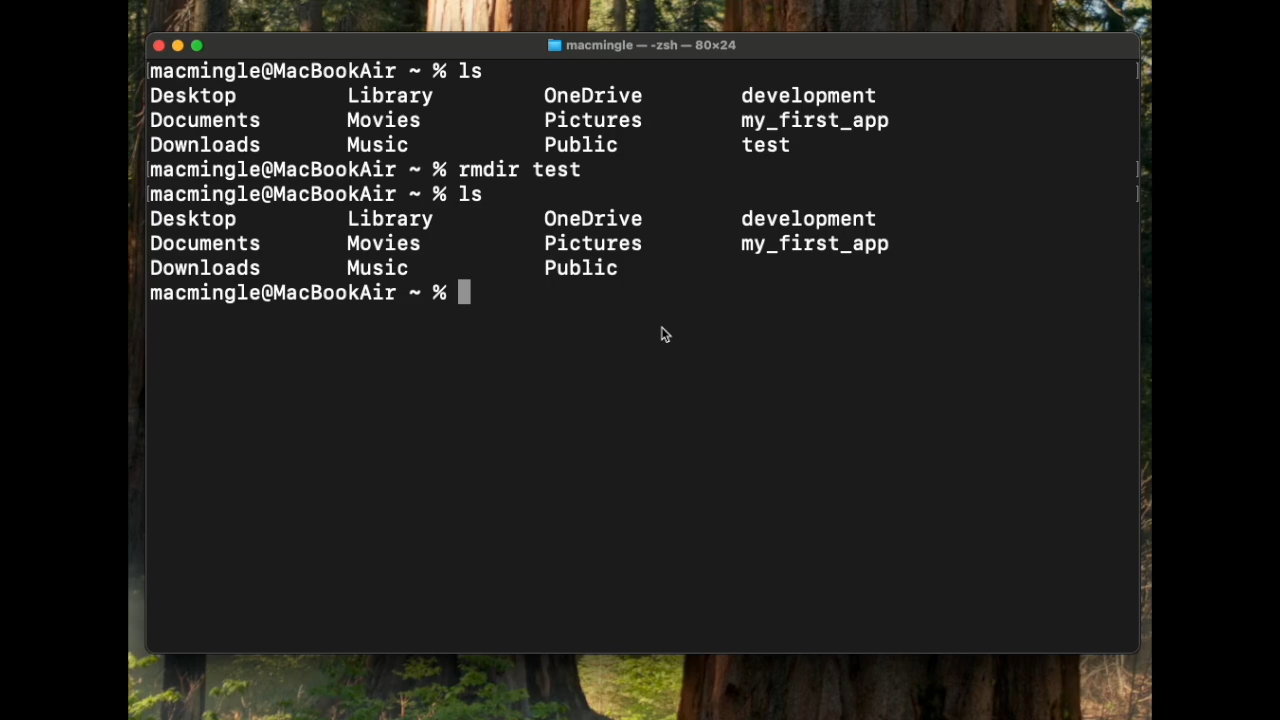 macmingle — -zsh — 80×24
macmingle@MacBookAir ~ % ls
Desktop Library OneDrive development
Documents Movies Pictures my_first_app
Downloads Music Public test
macmingle@MacBookAir ~ % rmdir test
macmingle@MacBookAir ~ % ls
Desktop Library OneDrive development
Documents Movies Pictures my_first_app
Downloads Music Public
macmingle@MacBookAir ~ %